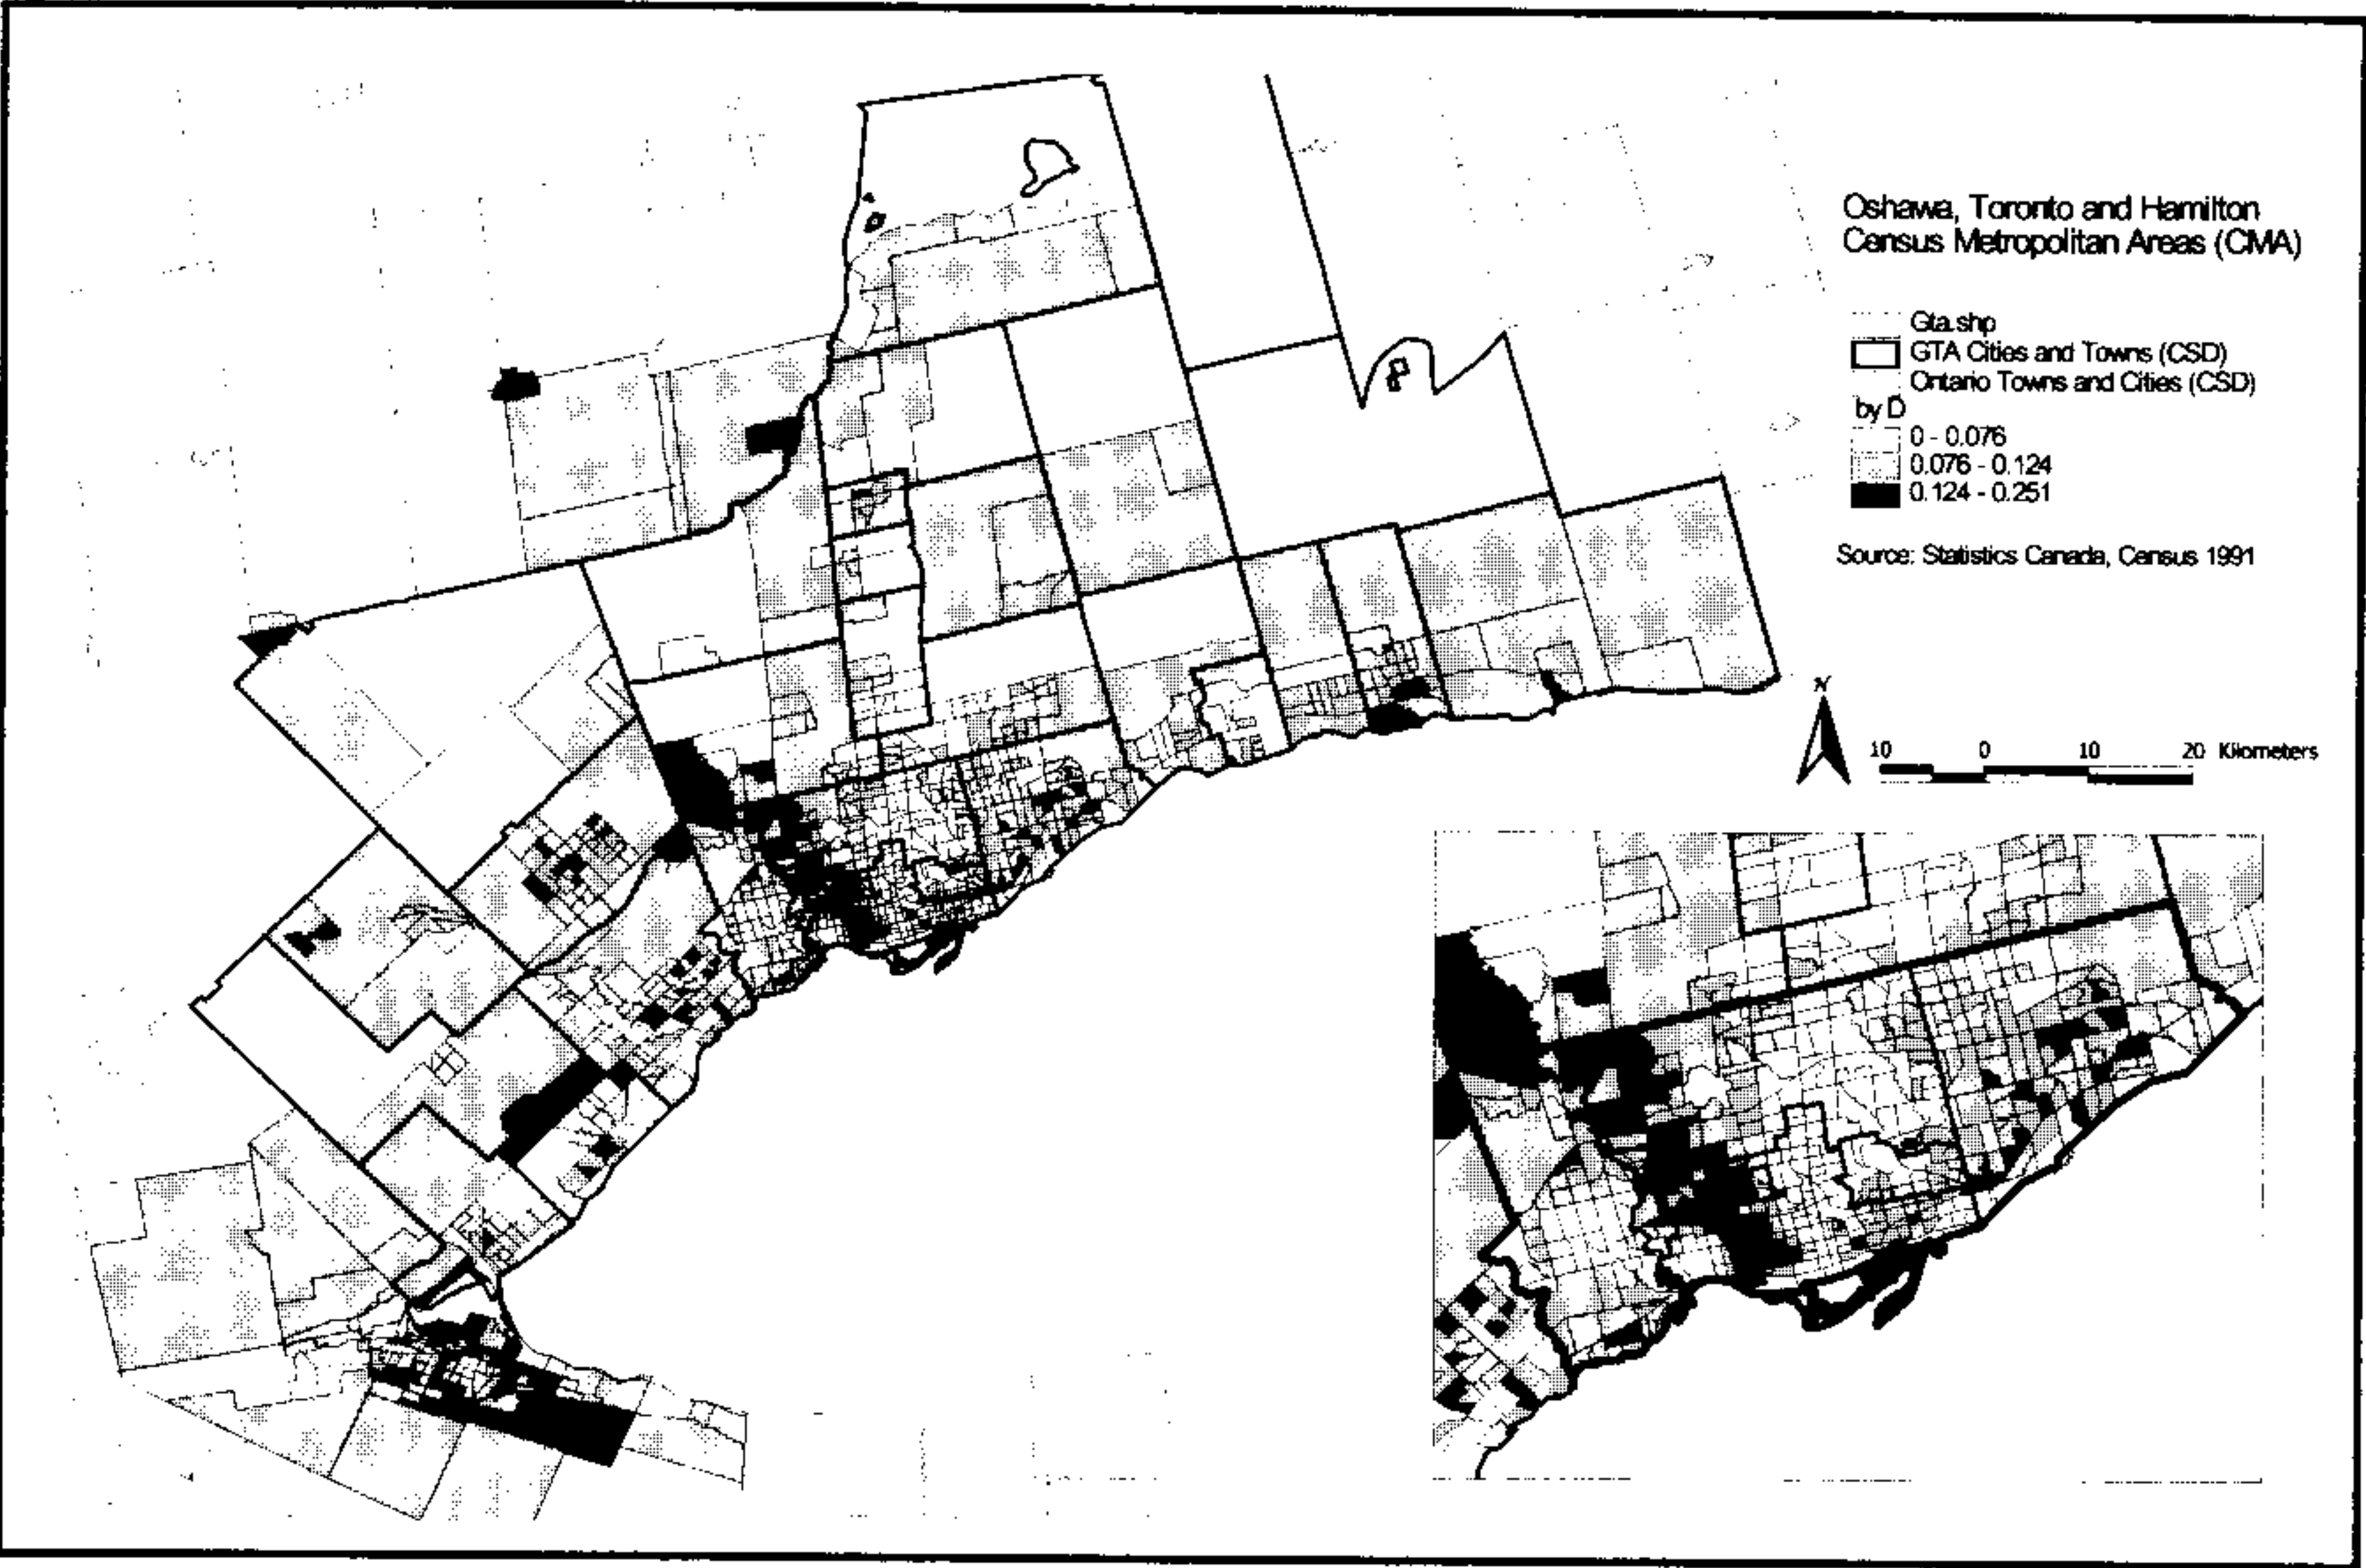 Oshawa, Toronto and Hamilton
Census Metropolitan Areas (CMA)
Gta.shp
GTA Cities and Towns (CSD)
Ontario Towns and Cities (CSD)
by D
0 - 0.076
0.076 - 0.124
0.124 - 0.251
Source: Statistics Canada, Census 1991
N
10 0 10 20 Kilometers